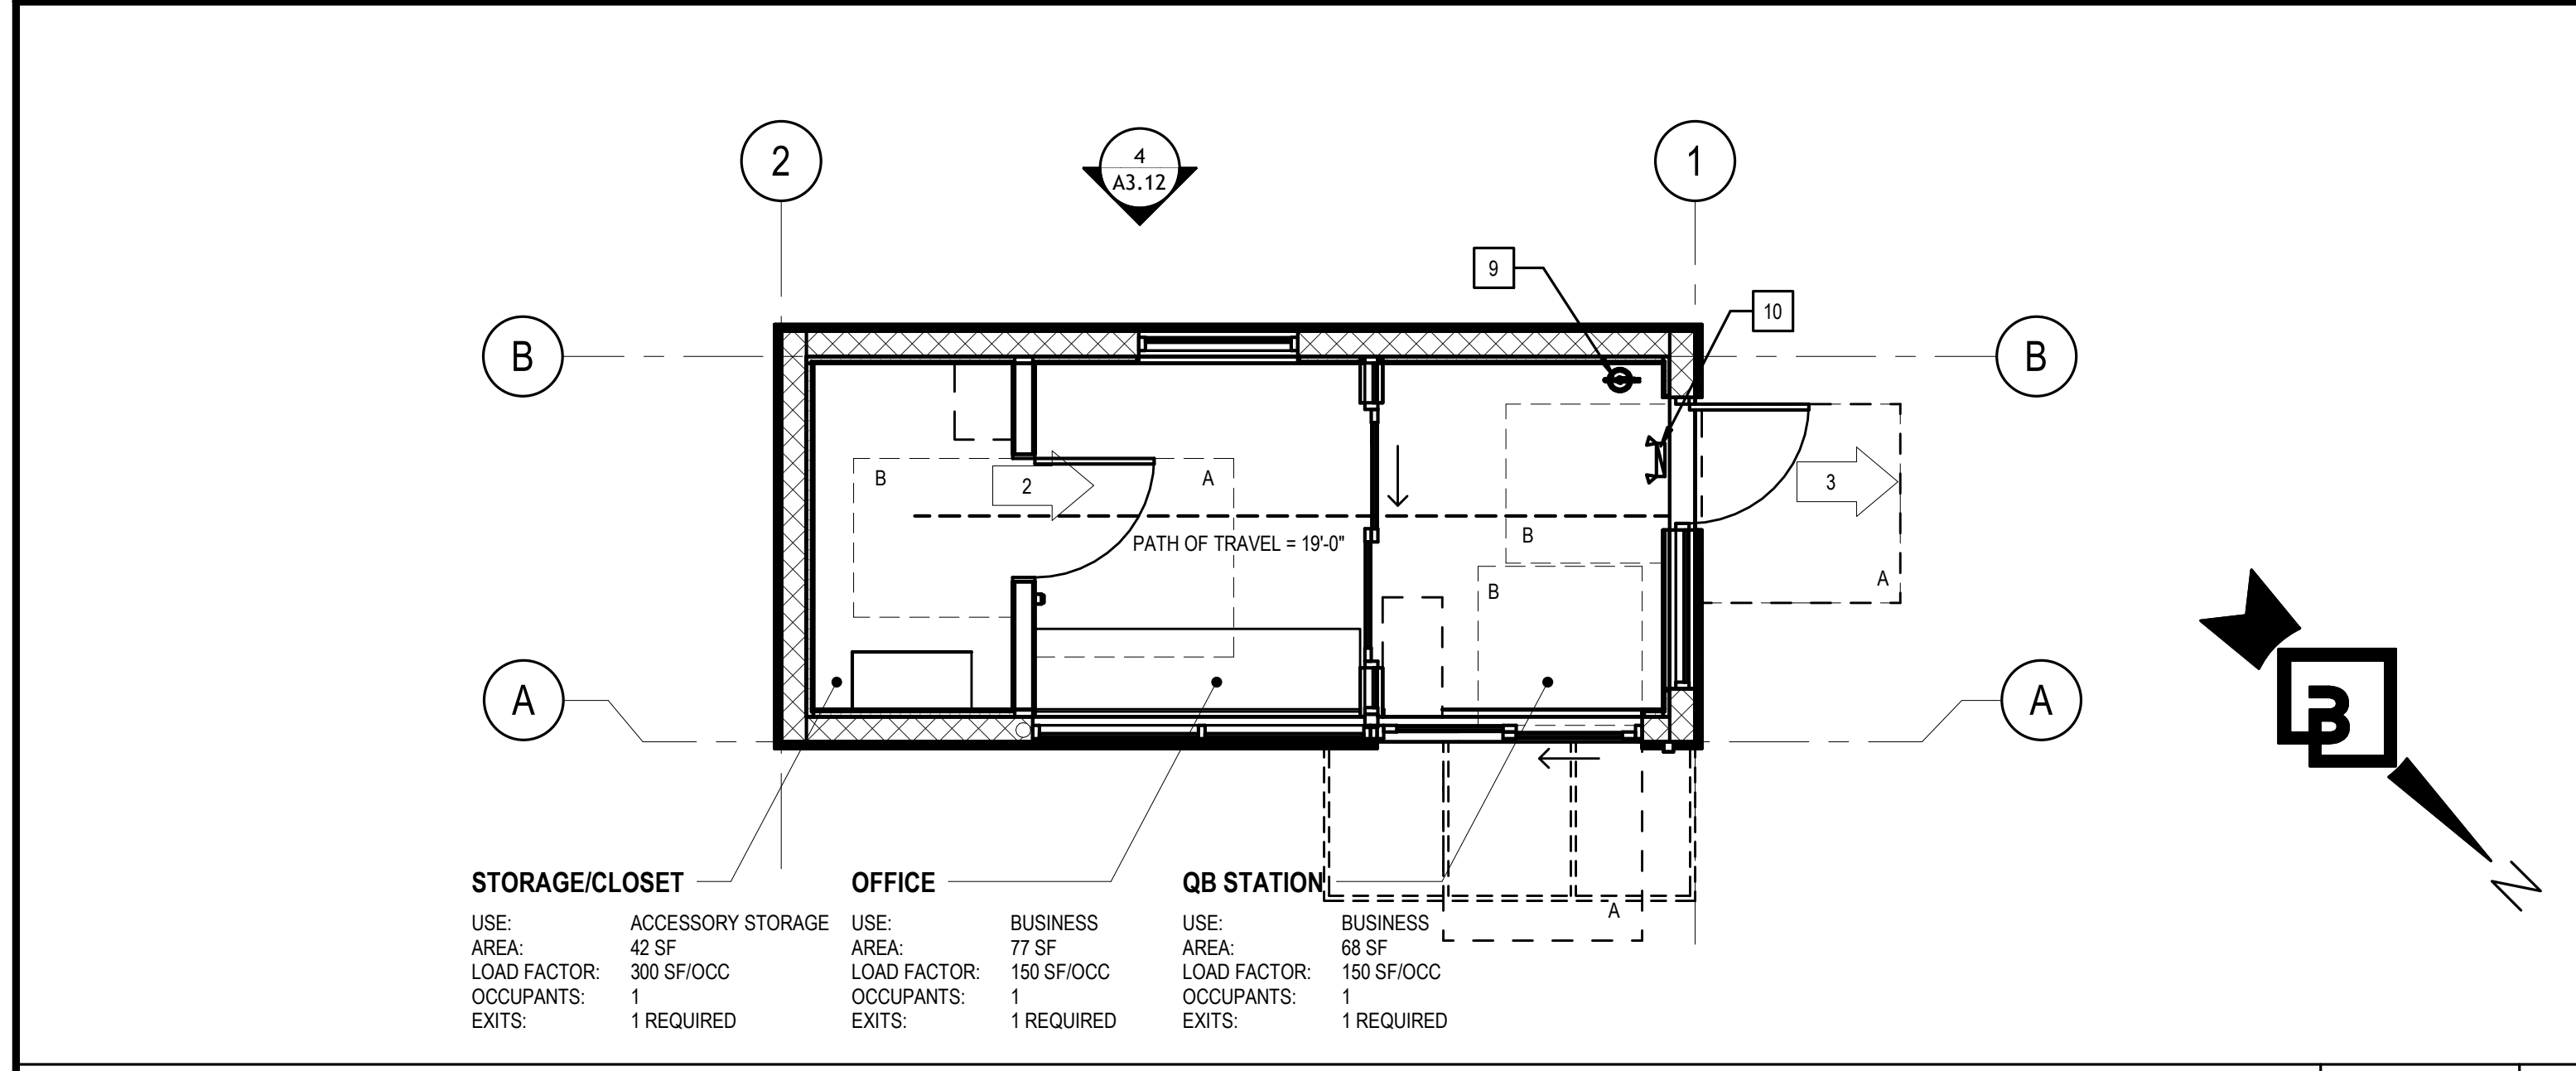 2
4
A3.12
1
9
10
B
B
B
2
A
3
PATH OF TRAVEL = 19'-0"
B
A
B
A
A
B
N
STORAGE/CLOSET
USE: ACCESSORY STORAGE
AREA: 42 SF
LOAD FACTOR: 300 SF/OCC
OCCUPANTS: 1
EXITS: 1 REQUIRED
OFFICE
USE: BUSINESS
AREA: 77 SF
LOAD FACTOR: 150 SF/OCC
OCCUPANTS: 1
EXITS: 1 REQUIRED
QB STATION
USE: BUSINESS
AREA: 68 SF
LOAD FACTOR: 150 SF/OCC
OCCUPANTS: 1
EXITS: 1 REQUIRED
A